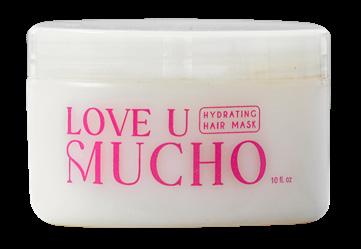 LOVE U
HYDRATING
HAIR MASK
MUCHO
10 fl. oz